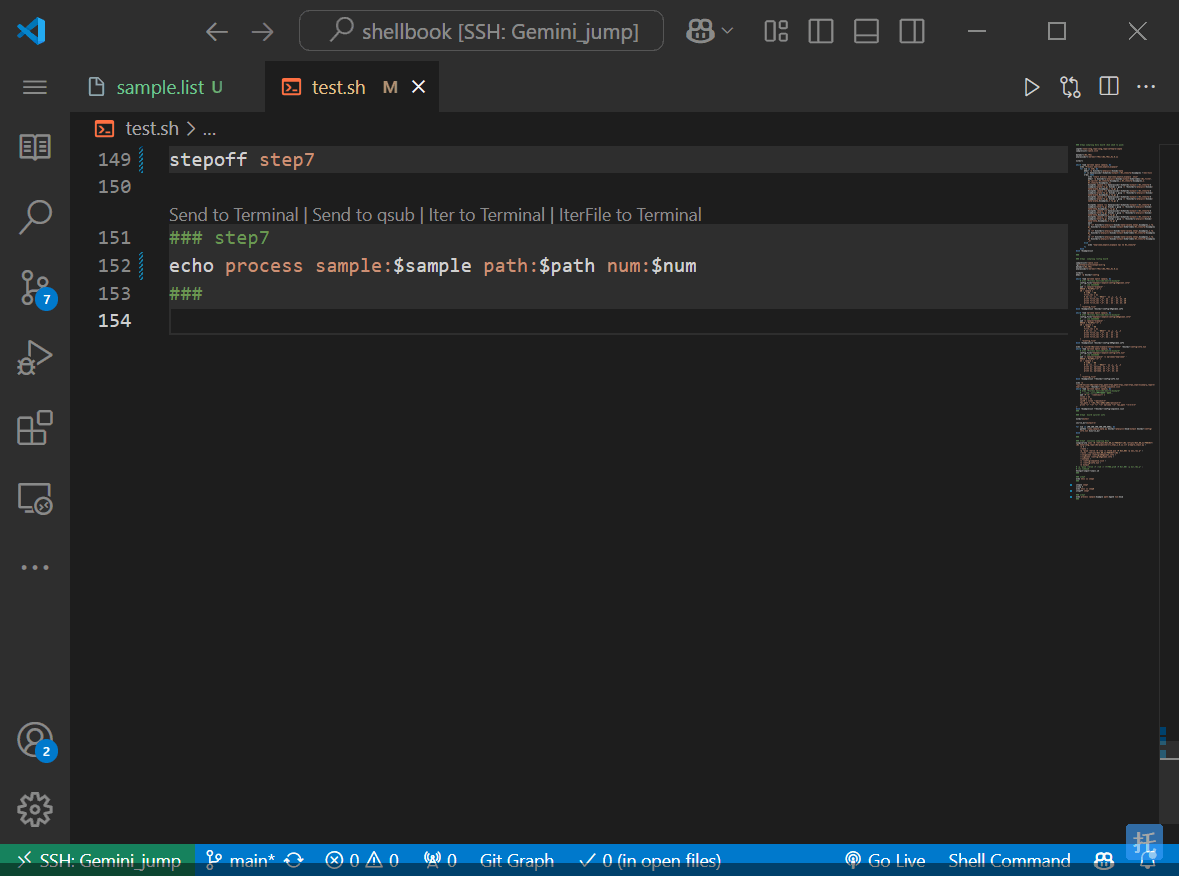 shellbook [SSH: Gemini_jump]
sample.list U
test.sh M
test.sh > ...
149 stepoff step7
150
Send to Terminal | Send to qsub | Iter to Terminal | IterFile to Terminal
151 ### step7
152 echo process sample:$sample path:$path num:$num
153 ###
154
7
2
SSH: Gemini_jump main* 0 0 0 Git Graph 0 (in open files) Go Live Shell Command
托